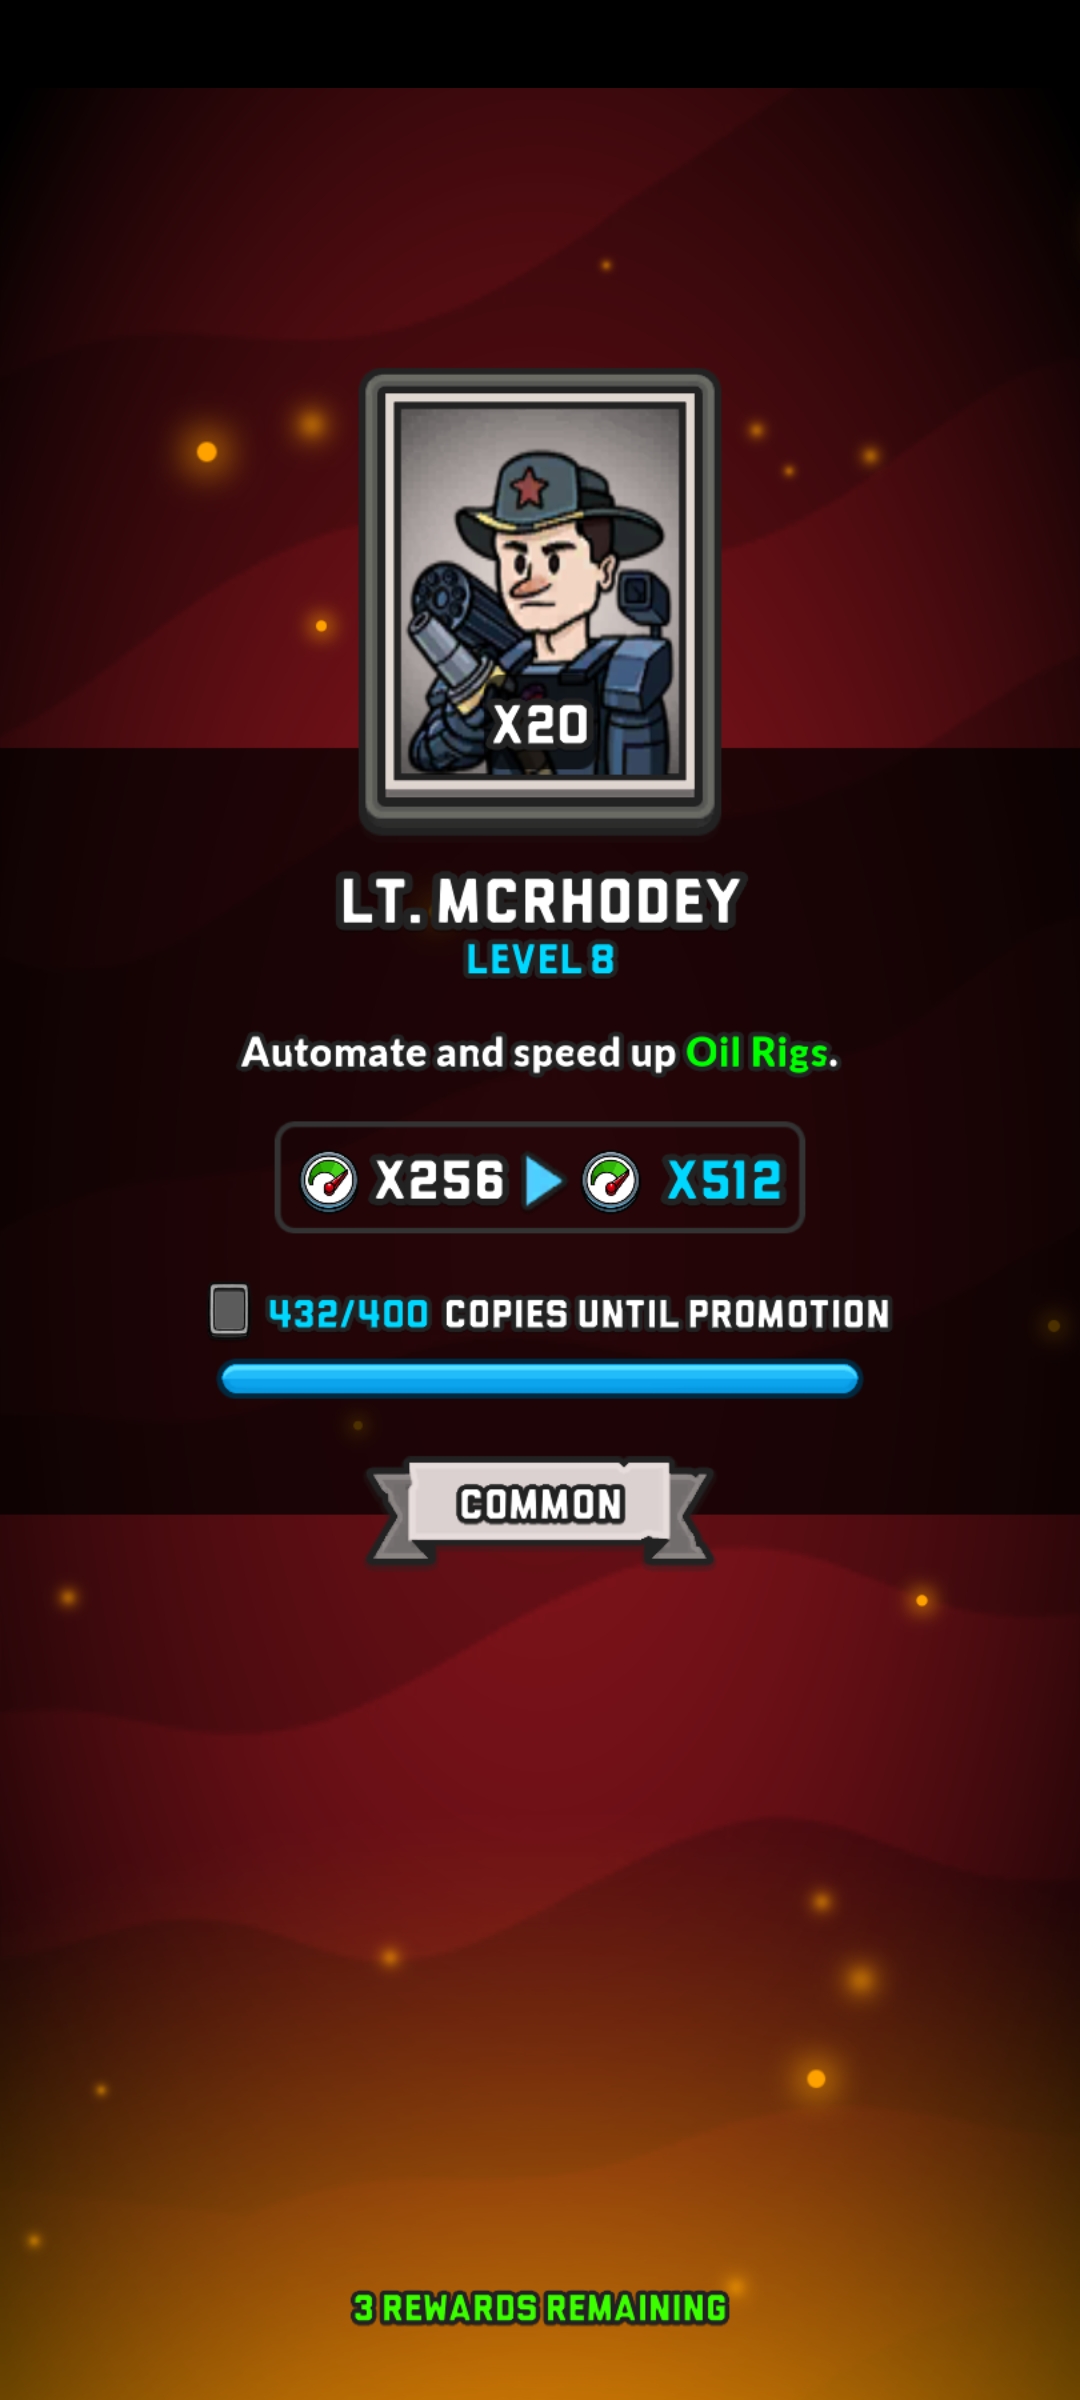 X20
LT. MCRHODEY
LEVEL 8
Automate and speed up Oil Rigs.
X256 X512
432/400 COPIES UNTIL PROMOTION
COMMON
3 REWARDS REMAINING